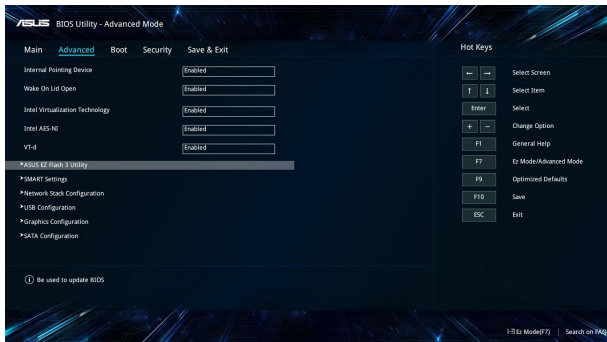 ASUS BIOS Utility - Advanced Mode
Main Advanced Boot Security Save & Exit
Hot Keys
Internal Pointing Device Enabled
Wake On Lid Open Enabled
Intel Virtualization Technology Enabled
Intel AES-NI Enabled
VT-d Enabled
ASUS EZ Flash 3 Utility
SMART Settings
Network Stack Configuration
USB Configuration
Graphics Configuration
SATA Configuration
← → Select Screen
↑ ↓ Select Item
Enter Select
+ − Change Option
F1 General Help
F7 Ez Mode/Advanced Mode
F9 Optimized Defaults
F10 Save
ESC Exit
Be used to update BIOS
Ez Mode(F7) | Search on FAQ